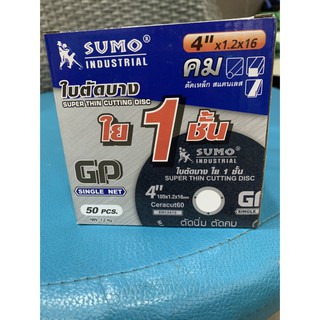 SUMO
INDUSTRIAL
4"x1.2x16
คม
ตัดเหล็ก สแตนเลส
ใบตัดบาง
SUPER THIN CUTTING DISC
ใย 1 ชั้น
GP
SINGLE NET
50 PCS.
SUMO
INDUSTRIAL
ใบตัดบาง ใย 1 ชั้น
SUPER THIN CUTTING DISC
4"
Ceracut60
GP
SINGLE
ตัดนิ่ม ตัดคม